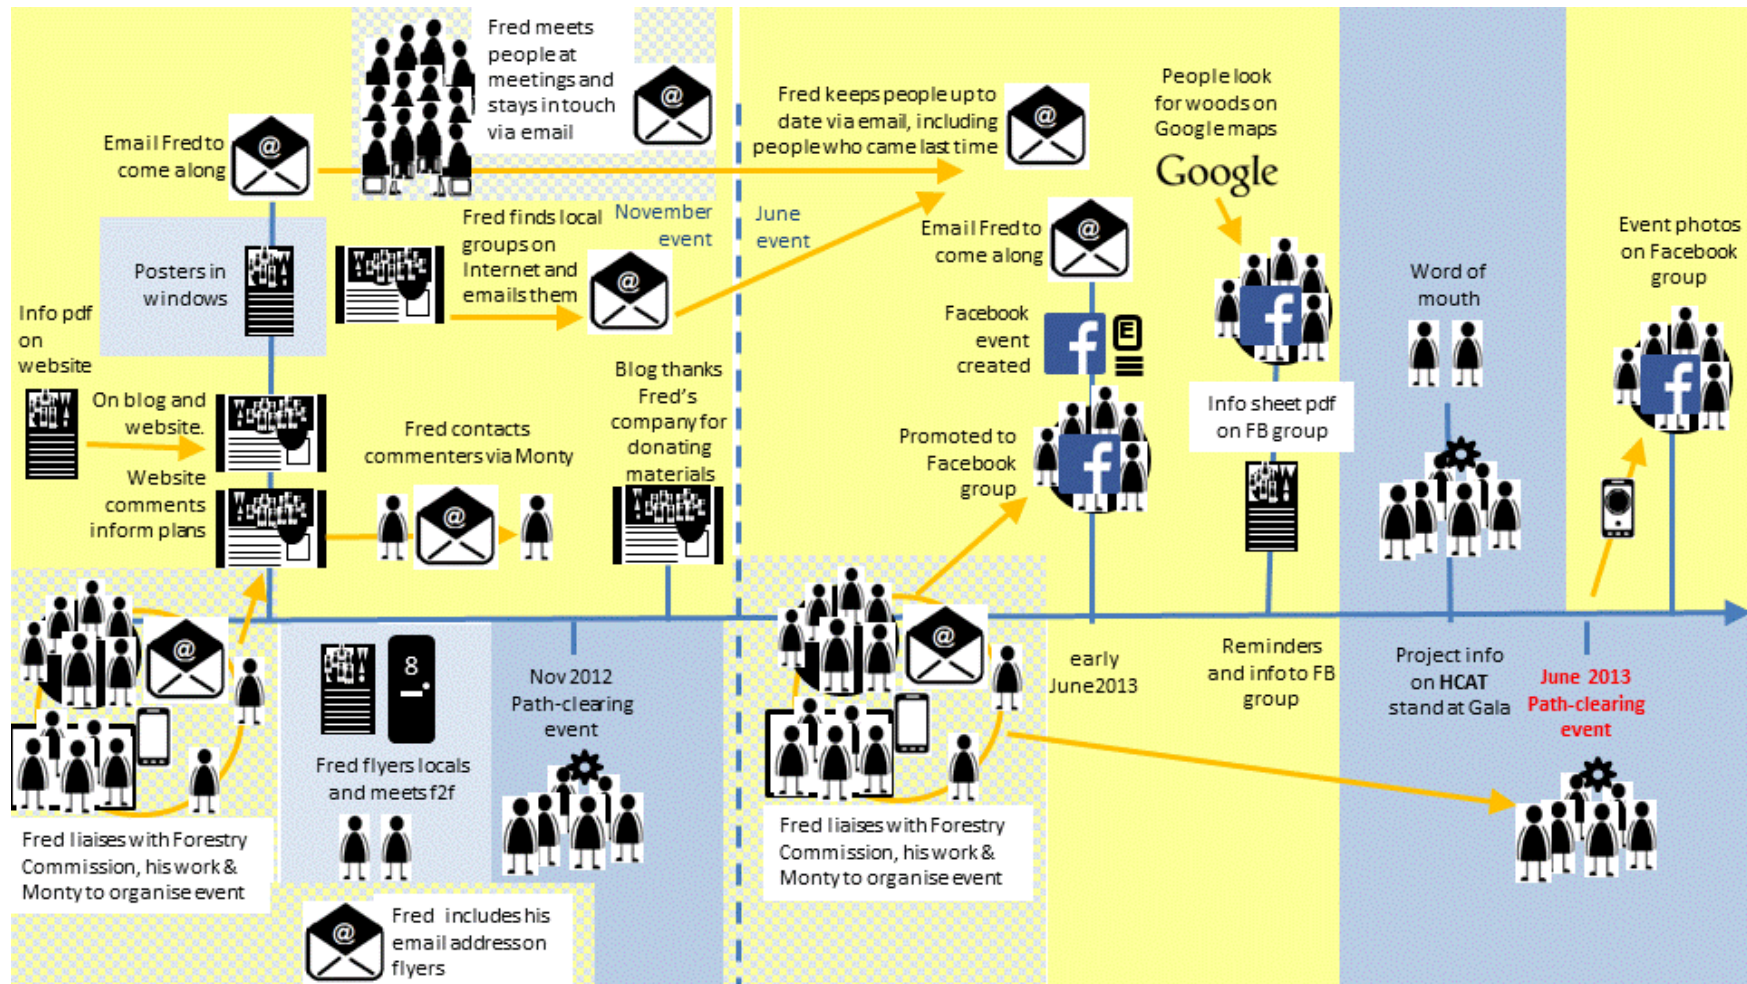 Fred meets
people at
meetings and
stays in touch
via email
@
Email Fred to
come along
@
Posters in
windows
Fred finds local
groups on
Internet and
emails them
@
November
event
June
event
Info pdf
on
website
On blog and
website.
Website
comments
inform plans
Fred contacts
commenters via Monty
@
Blog thanks
Fred's
company for
donating
materials
@
Fred liaises with Forestry
Commission, his work &
Monty to organise event
8
Fred flyers locals
and meets f2f
@
Fred includes his
email address on
flyers
Nov 2012
Path-clearing
event
Fred keeps people up to
date via email, including
people who came last time
@
Email Fred to
come along
@
Facebook
event
created
f
E
Promoted to
Facebook
group
f
@
Fred liaises with Forestry
Commission, his work &
Monty to organise event
early
June 2013
People look
for woods on
Google maps
Google
f
Info sheet pdf
on FB group
Reminders
and info to FB
group
Word of
mouth
Project info
on HCAT
stand at Gala
June 2013
Path-clearing
event
Event photos
on Facebook
group
f